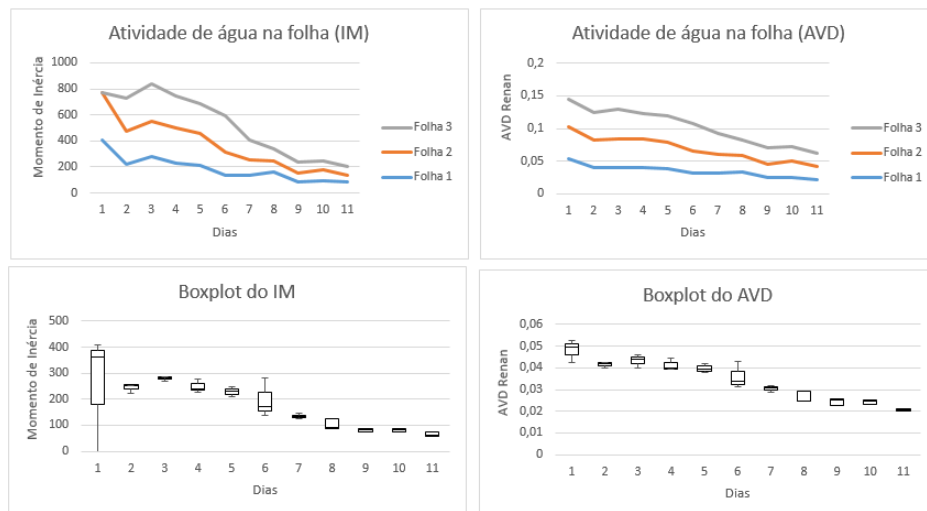 Atividade de água na folha (IM)
Momento de Inércia
1000
800
600
400
200
0
1 2 3 4 5 6 7 8 9 10 11
Dias
Folha 3
Folha 2
Folha 1
Atividade de água na folha (AVD)
AVD Renan
0,2
0,15
0,1
0,05
0
1 2 3 4 5 6 7 8 9 10 11
Dias
Folha 3
Folha 2
Folha 1
Boxplot do IM
Momento de Inércia
500
400
300
200
100
0
1 2 3 4 5 6 7 8 9 10 11
Dias
Boxplot do AVD
AVD Renan
0,06
0,05
0,04
0,03
0,02
0,01
0
1 2 3 4 5 6 7 8 9 10 11
Dias